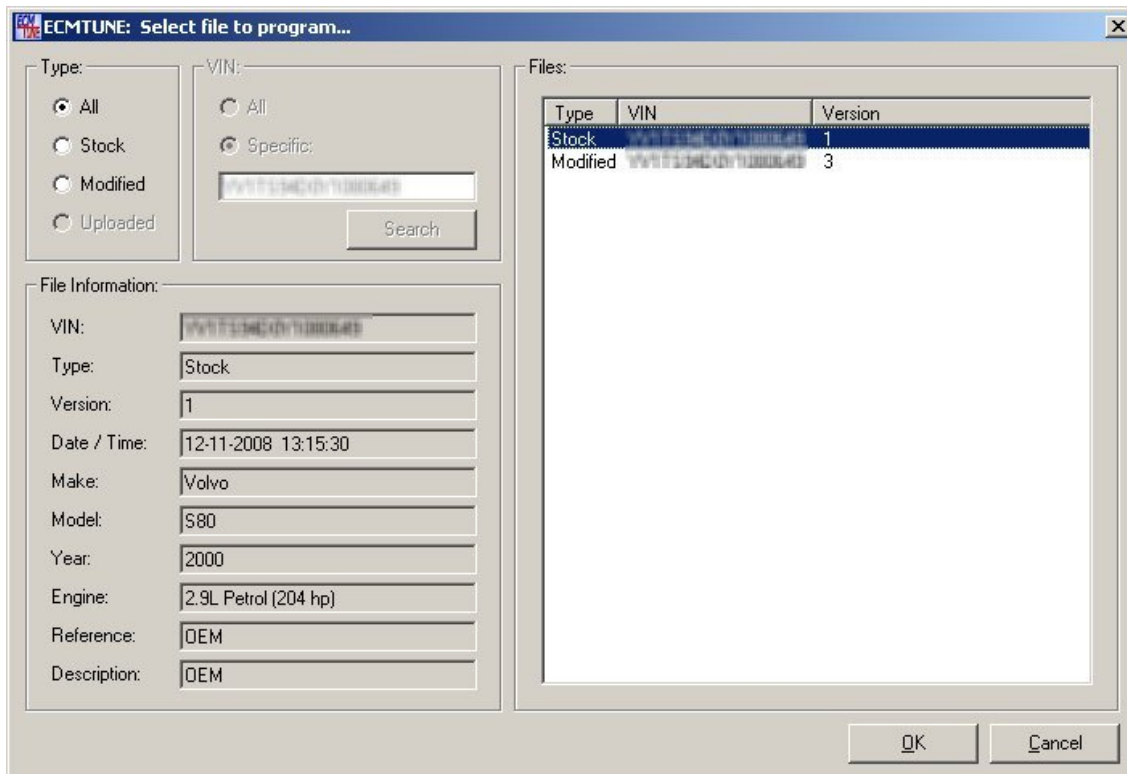 ECM TUNE ECMTUNE: Select file to program...
Type:
All
Stock
Modified
Uploaded
VIN:
All
Specific:
Search
File Information:
VIN:
Type: Stock
Version: 1
Date / Time: 12-11-2008 13:15:30
Make: Volvo
Model: S80
Year: 2000
Engine: 2.9L Petrol (204 hp)
Reference: OEM
Description: OEM
Files:
Type VIN Version
Stock 1
Modified 3
OK Cancel